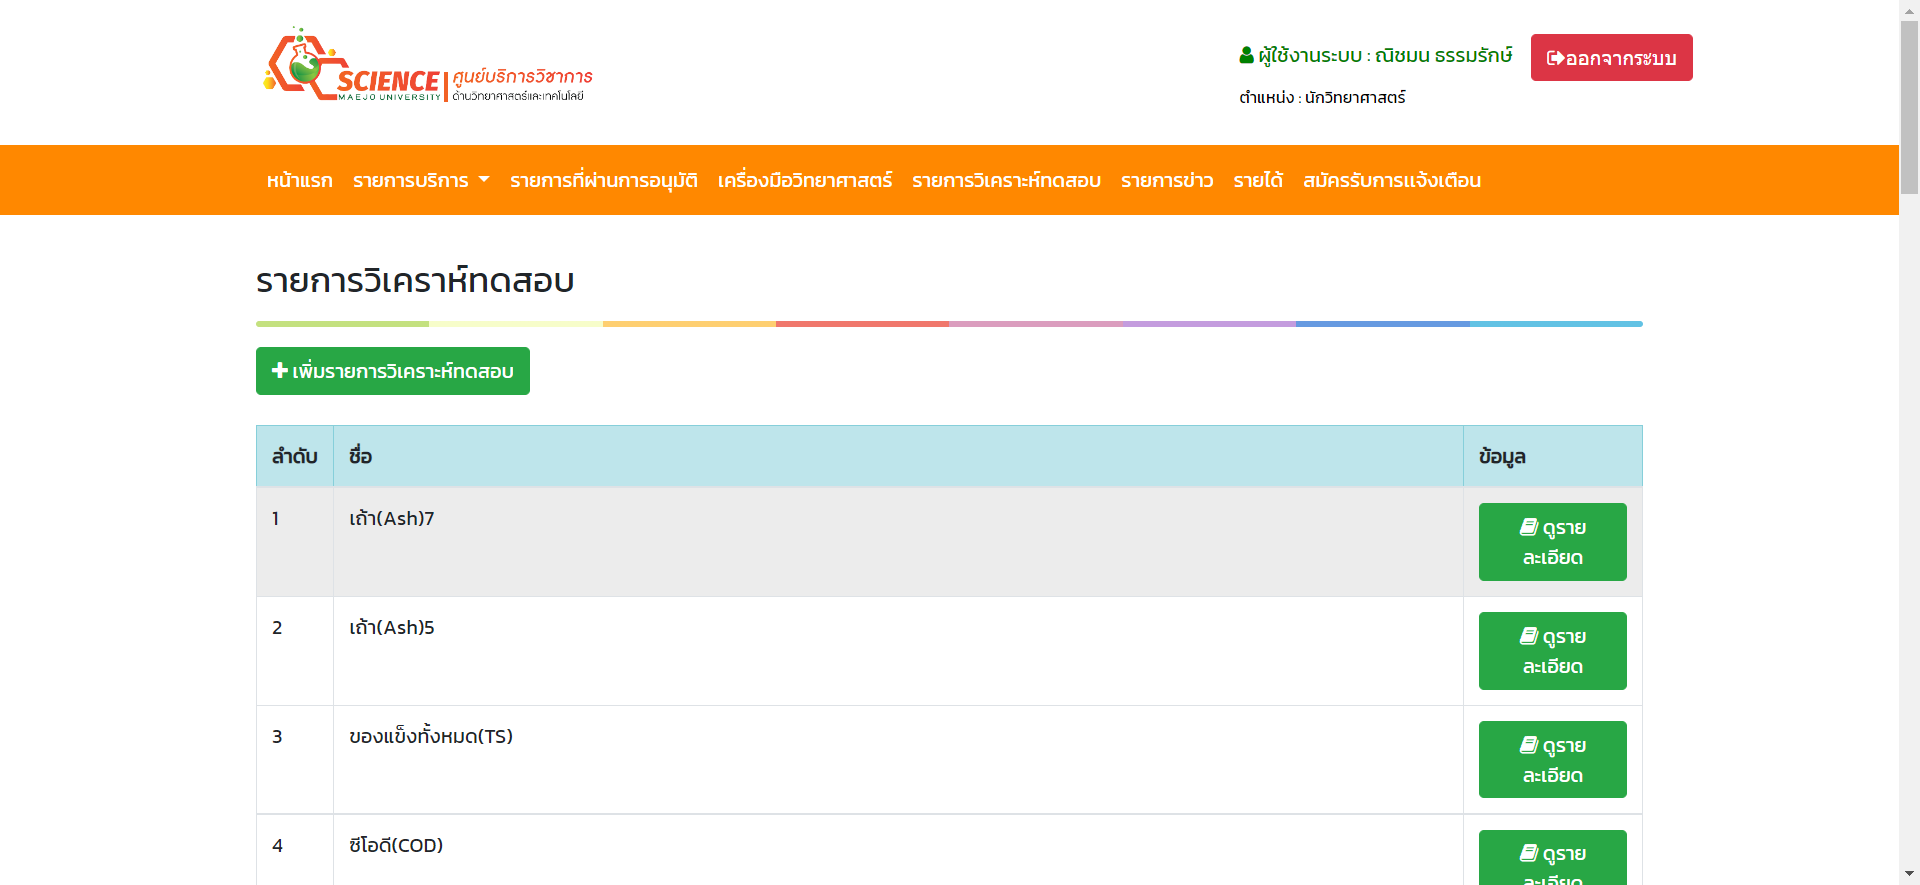 SCIENCE
MAEJO UNIVERSITY
ศูนย์บริการวิชาการ
ด้านวิทยาศาสตร์และเทคโนโลยี
ผู้ใช้งานระบบ : ณิชมน ธรรมรักษ์
ออกจากระบบ
ตำแหน่ง : นักวิทยาศาสตร์
หน้าแรก รายการบริการ รายการที่ผ่านการอนุมัติ เครื่องมือวิทยาศาสตร์ รายการวิเคราะห์ทดสอบ รายการข่าว รายได้ สมัครรับการแจ้งเตือน
รายการวิเคราห์ทดสอบ
เพิ่มรายการวิเคราะห์ทดสอบ
ลำดับ ชื่อ ข้อมูล
1 เถ้า(Ash)7 ดูราย
ละเอียด
2 เถ้า(Ash)5 ดูราย
ละเอียด
3 ของแข็งทั้งหมด(TS) ดูราย
ละเอียด
4 ซีโอดี(COD) ดูราย
ละเอียด